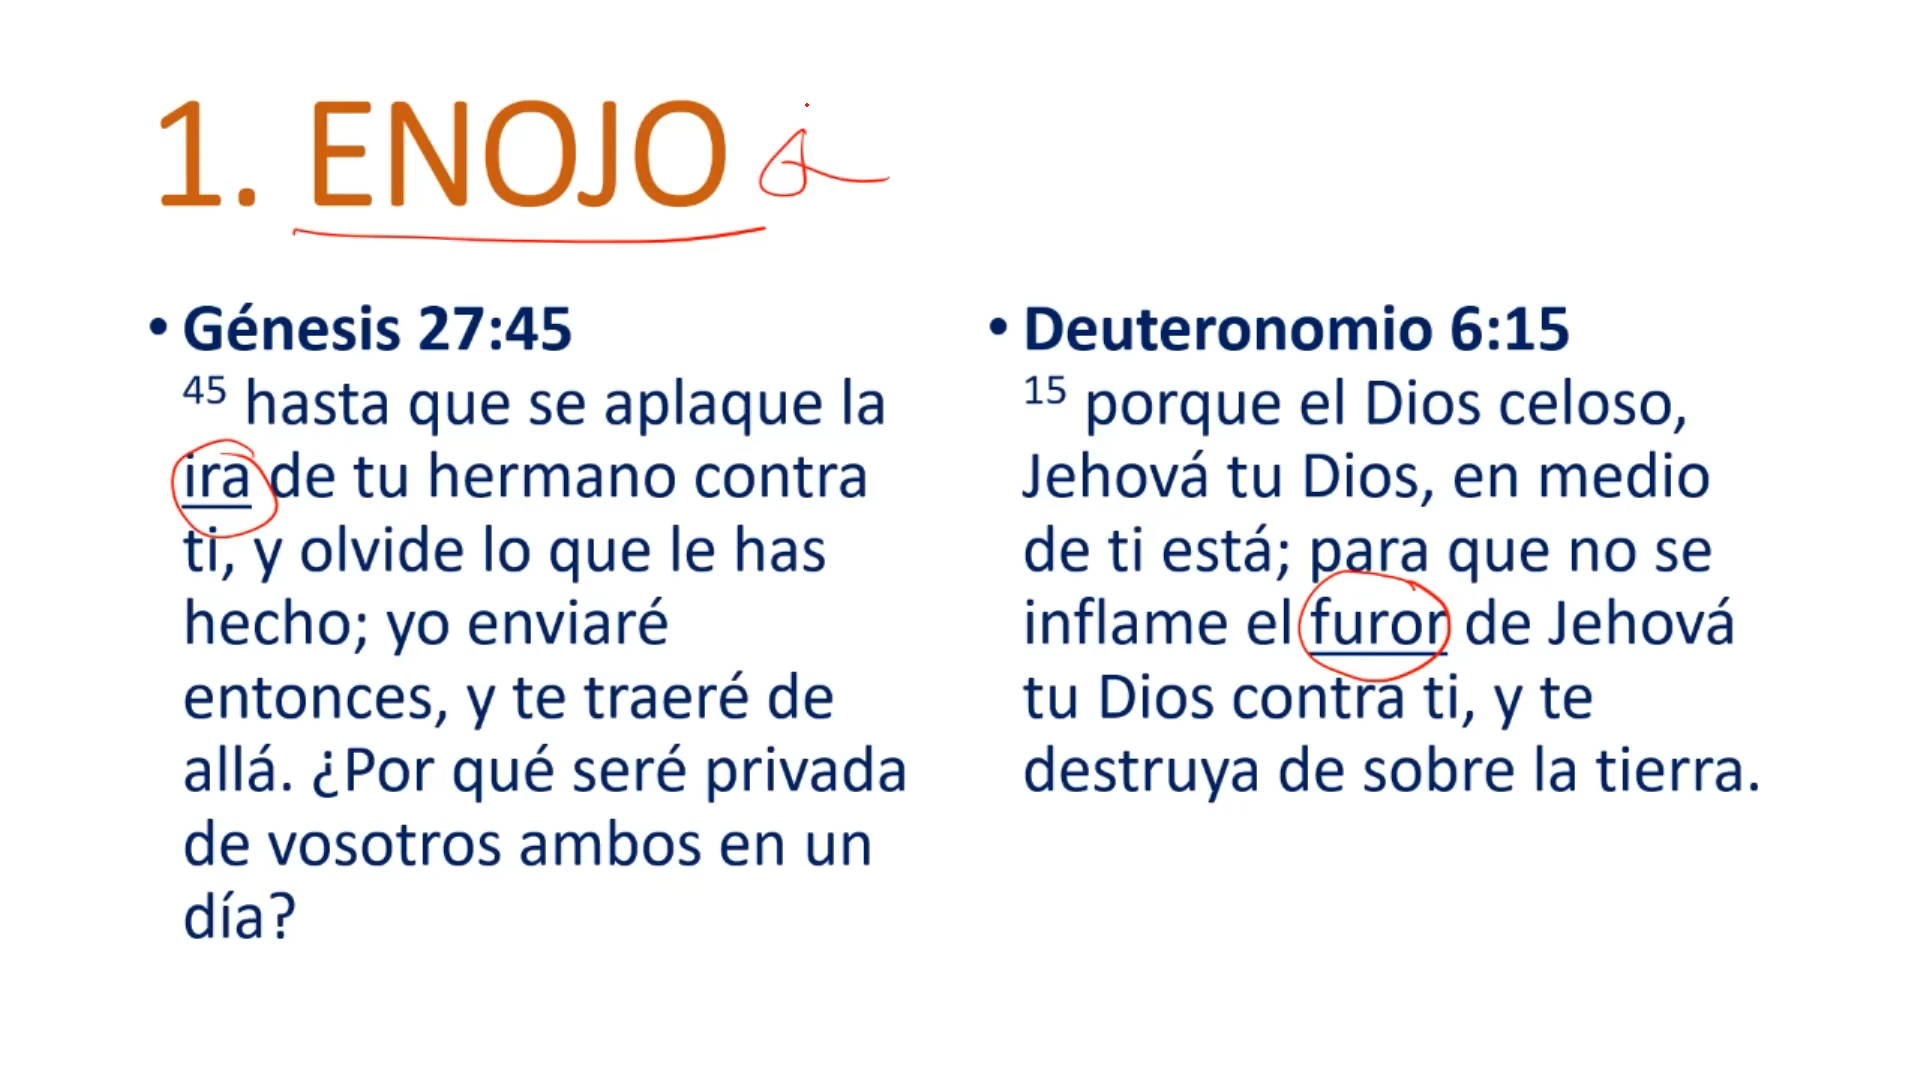 1. ENOJO
• Génesis 27:45
45 hasta que se aplaque la
ira de tu hermano contra
ti, y olvide lo que le has
hecho; yo enviaré
entonces, y te traeré de
allá. ¿Por qué seré privada
de vosotros ambos en un
día?
• Deuteronomio 6:15
15 porque el Dios celoso,
Jehová tu Dios, en medio
de ti está; para que no se
inflame el furor de Jehová
tu Dios contra ti, y te
destruya de sobre la tierra.